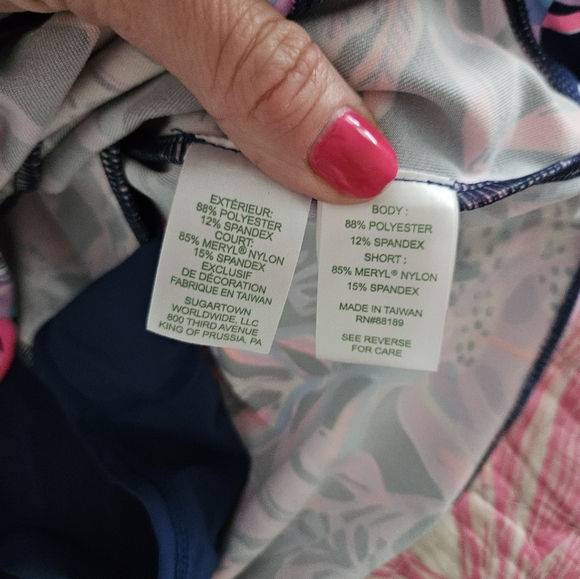 EXTÉRIEUR:
88% POLYESTER
12% SPANDEX
COURT:
85% MERYL® NYLON
15% SPANDEX
EXCLUSIF
DE DÉCORATION
FABRIQUE EN TAIWAN
SUGARTOWN
WORLDWIDE, LLC
800 THIRD AVENUE
KING OF PRUSSIA, PA
BODY :
88% POLYESTER
12% SPANDEX
SHORT :
85% MERYL® NYLON
15% SPANDEX
MADE IN TAIWAN
RN#88189
SEE REVERSE
FOR CARE